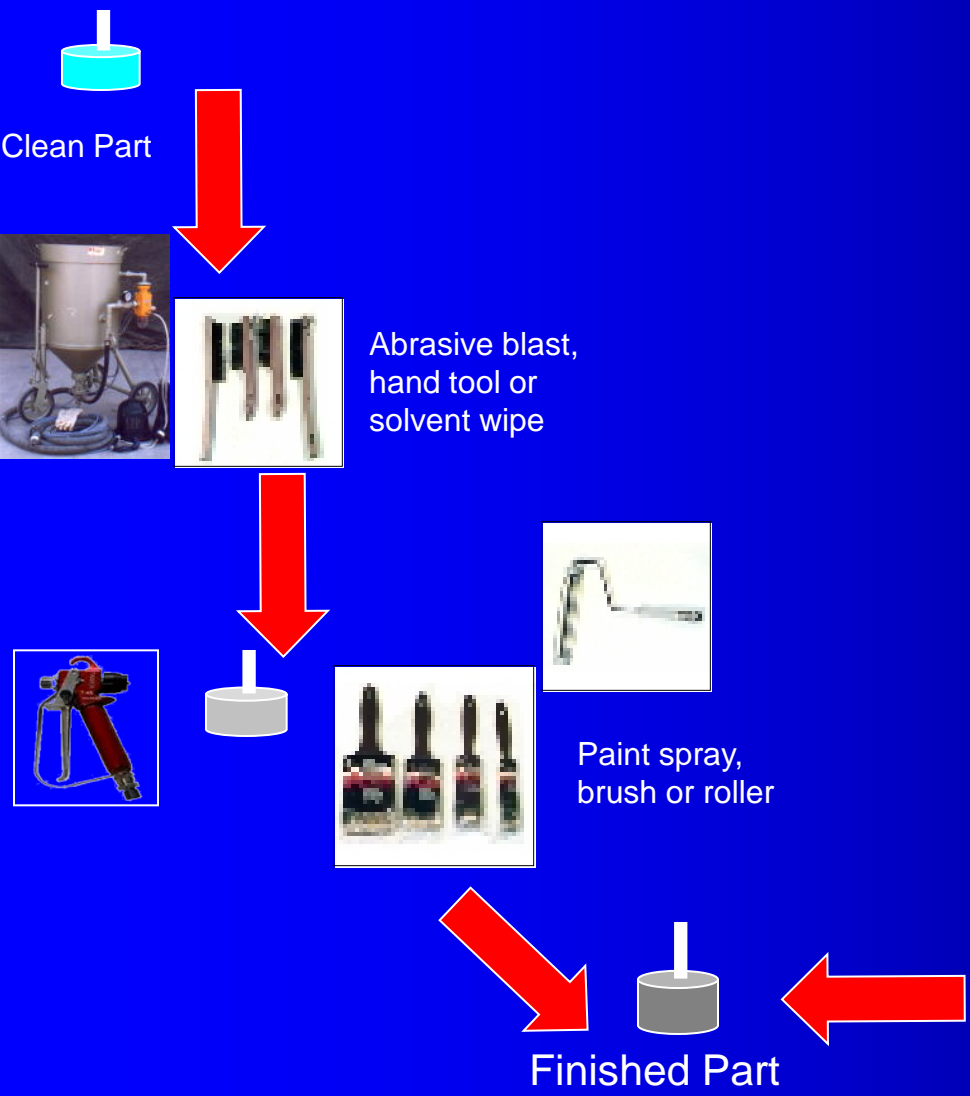 Clean Part
Abrasive blast,
hand tool or
solvent wipe
Paint spray,
brush or roller
Finished Part